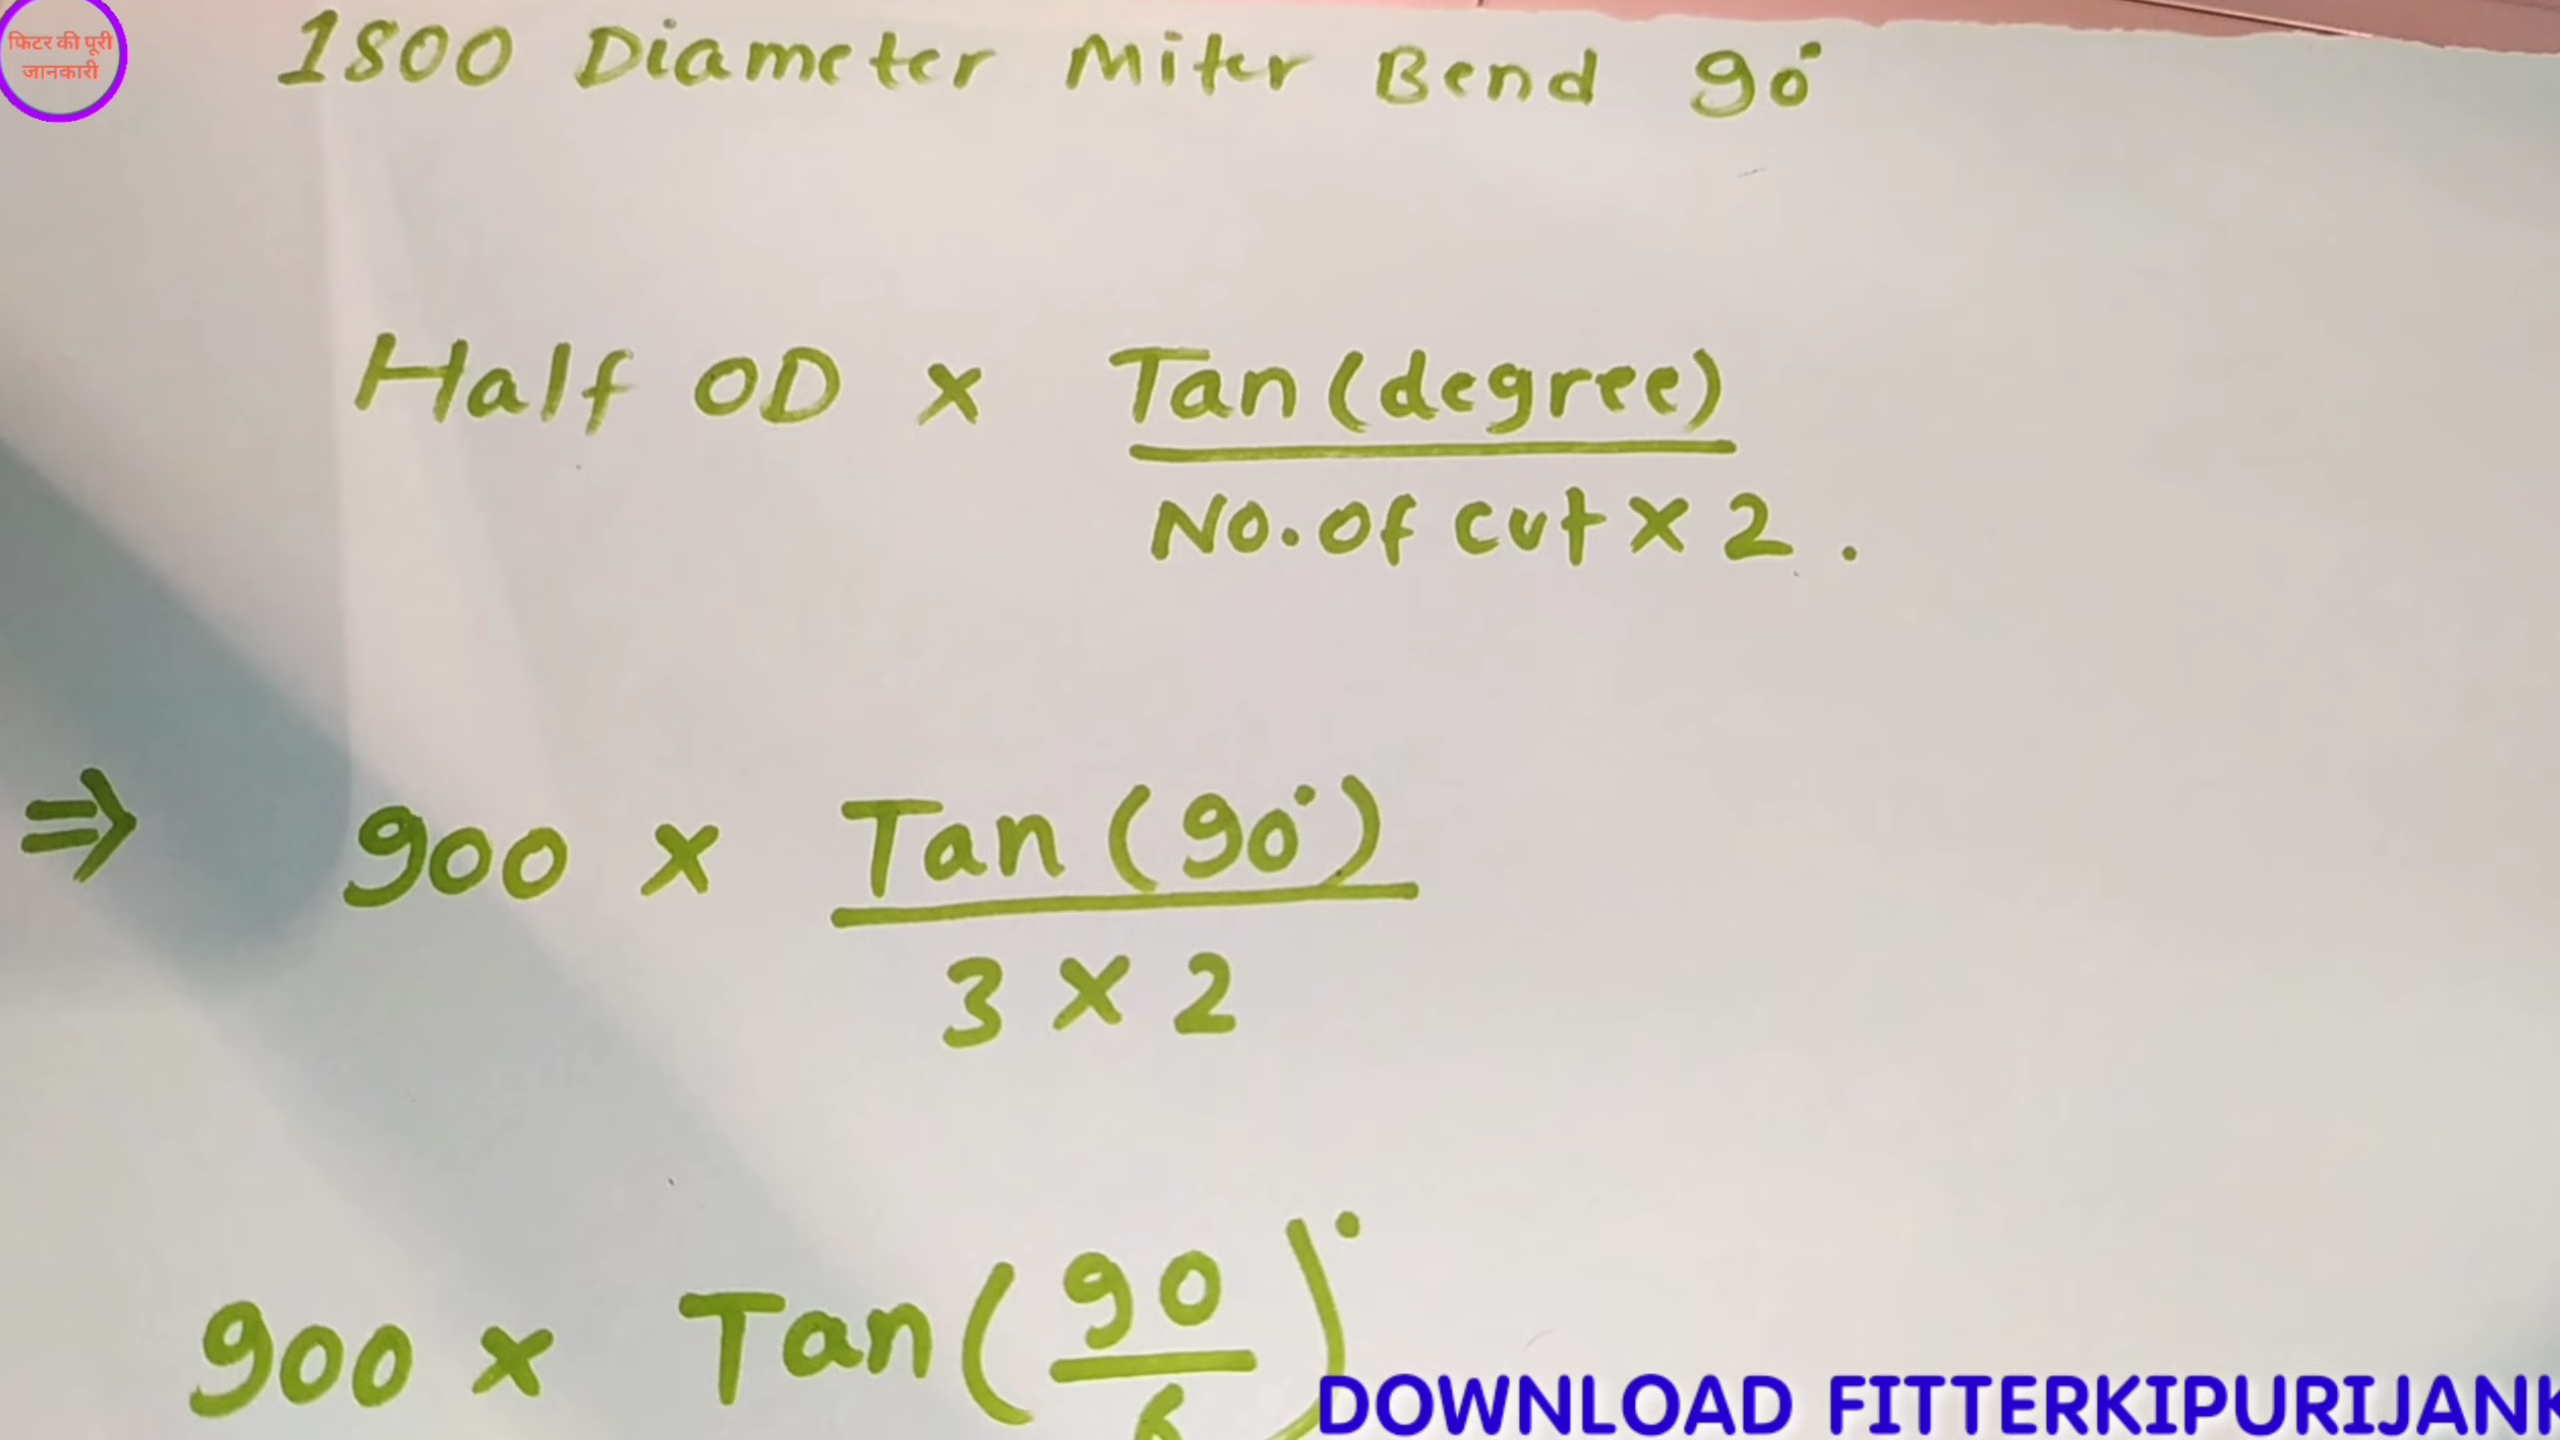 फिटर की पूरी
जानकारी
1800 Diameter Miter Bend 90°
Half OD × Tan (degree)
No. of cut × 2 .
⇒ 900 × Tan (90°)
3 × 2
900 × Tan (90/6)°
DOWNLOAD FITTERKIPURIJANK